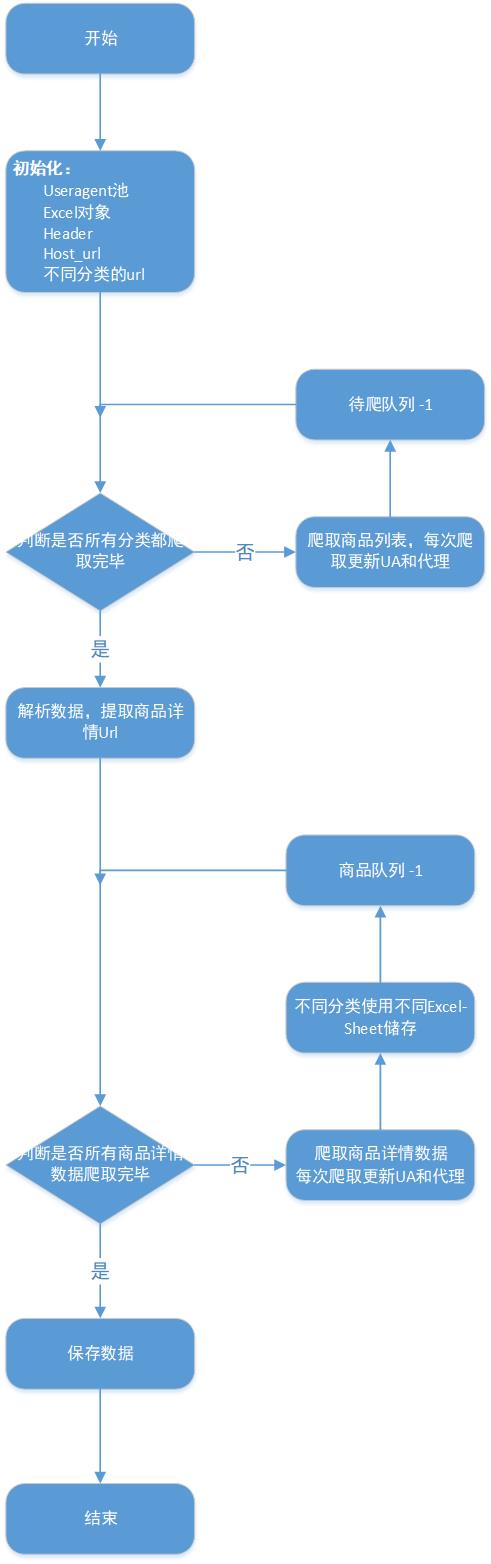 开始
初始化：
Useragent池
Excel对象
Header
Host_url
不同分类的url
待爬队列 -1
判断是否所有分类都爬
取完毕
否
爬取商品列表，每次爬
取更新UA和代理
是
解析数据，提取商品详
情Url
商品队列 -1
不同分类使用不同Excel-
Sheet储存
判断是否所有商品详情
数据爬取完毕
否
爬取商品详情数据
每次爬取更新UA和代理
是
保存数据
结束